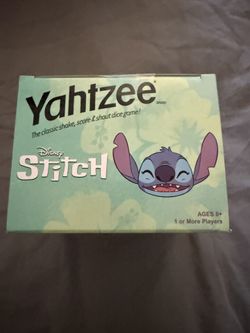 Yahtzee
The classic shake, score & shout dice game!
Disney
Stitch
AGES 8+
1 or More Players